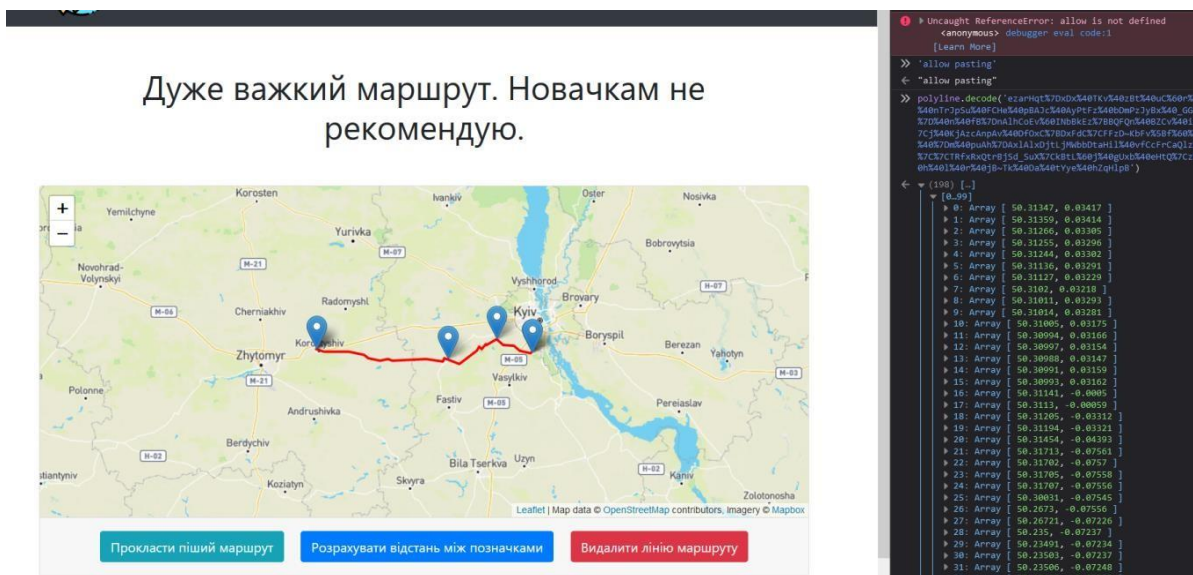 Дуже важкий маршрут. Новачкам не
рекомендую.
+
−
Korosten
Ivankiv
Oster
Nosivka
Yemilchyne
Yurivka
M-07
Bobrovytsia
M-21
Novohrad-
Volynskyi
Vyshhorod
H-07
Radomyshl
Brovary
M-06
Cherniakhiv
Kyiv
Boryspil
Berezan
Yahotyn
Zhytomyr
M-05
M-03
M-21
Vasylkiv
Polonne
Fastiv
M-05
Pereiaslav
Andrushivka
Berdychiv
H-02
Bila Tserkva
Uzyn
H-02
Kaniv
Koziatyn
Skvyra
Zolotonosha
Leaflet | Map data © OpenStreetMap contributors, Imagery © Mapbox
Прокласти піший маршрут
Розрахувати відстань між позначками
Видалити лінію маршруту
Uncaught ReferenceError: allow is not defined
<anonymous> debugger eval code:1
[Learn More]
'allow pasting'
"allow pasting"
(198) […]
[0…99]
0: Array [ 50.31347, 0.03417 ]
1: Array [ 50.31359, 0.03414 ]
2: Array [ 50.31266, 0.03305 ]
3: Array [ 50.31255, 0.03296 ]
4: Array [ 50.31244, 0.03302 ]
5: Array [ 50.31136, 0.03291 ]
6: Array [ 50.31127, 0.03229 ]
7: Array [ 50.3102, 0.03218 ]
8: Array [ 50.31011, 0.03293 ]
9: Array [ 50.31014, 0.03281 ]
10: Array [ 50.31005, 0.03175 ]
11: Array [ 50.30994, 0.03166 ]
12: Array [ 50.30997, 0.03154 ]
13: Array [ 50.30988, 0.03147 ]
14: Array [ 50.30991, 0.03159 ]
15: Array [ 50.30993, 0.03162 ]
16: Array [ 50.31141, -0.0005 ]
17: Array [ 50.3113, -0.00059 ]
18: Array [ 50.31205, -0.03312 ]
19: Array [ 50.31194, -0.03321 ]
20: Array [ 50.31454, -0.04393 ]
21: Array [ 50.31713, -0.07561 ]
22: Array [ 50.31702, -0.0757 ]
23: Array [ 50.31705, -0.07558 ]
24: Array [ 50.31707, -0.07556 ]
25: Array [ 50.30031, -0.07545 ]
26: Array [ 50.2673, -0.07556 ]
27: Array [ 50.26721, -0.07226 ]
28: Array [ 50.235, -0.07237 ]
29: Array [ 50.23491, -0.07234 ]
30: Array [ 50.23503, -0.07237 ]
31: Array [ 50.23506, -0.07248 ]